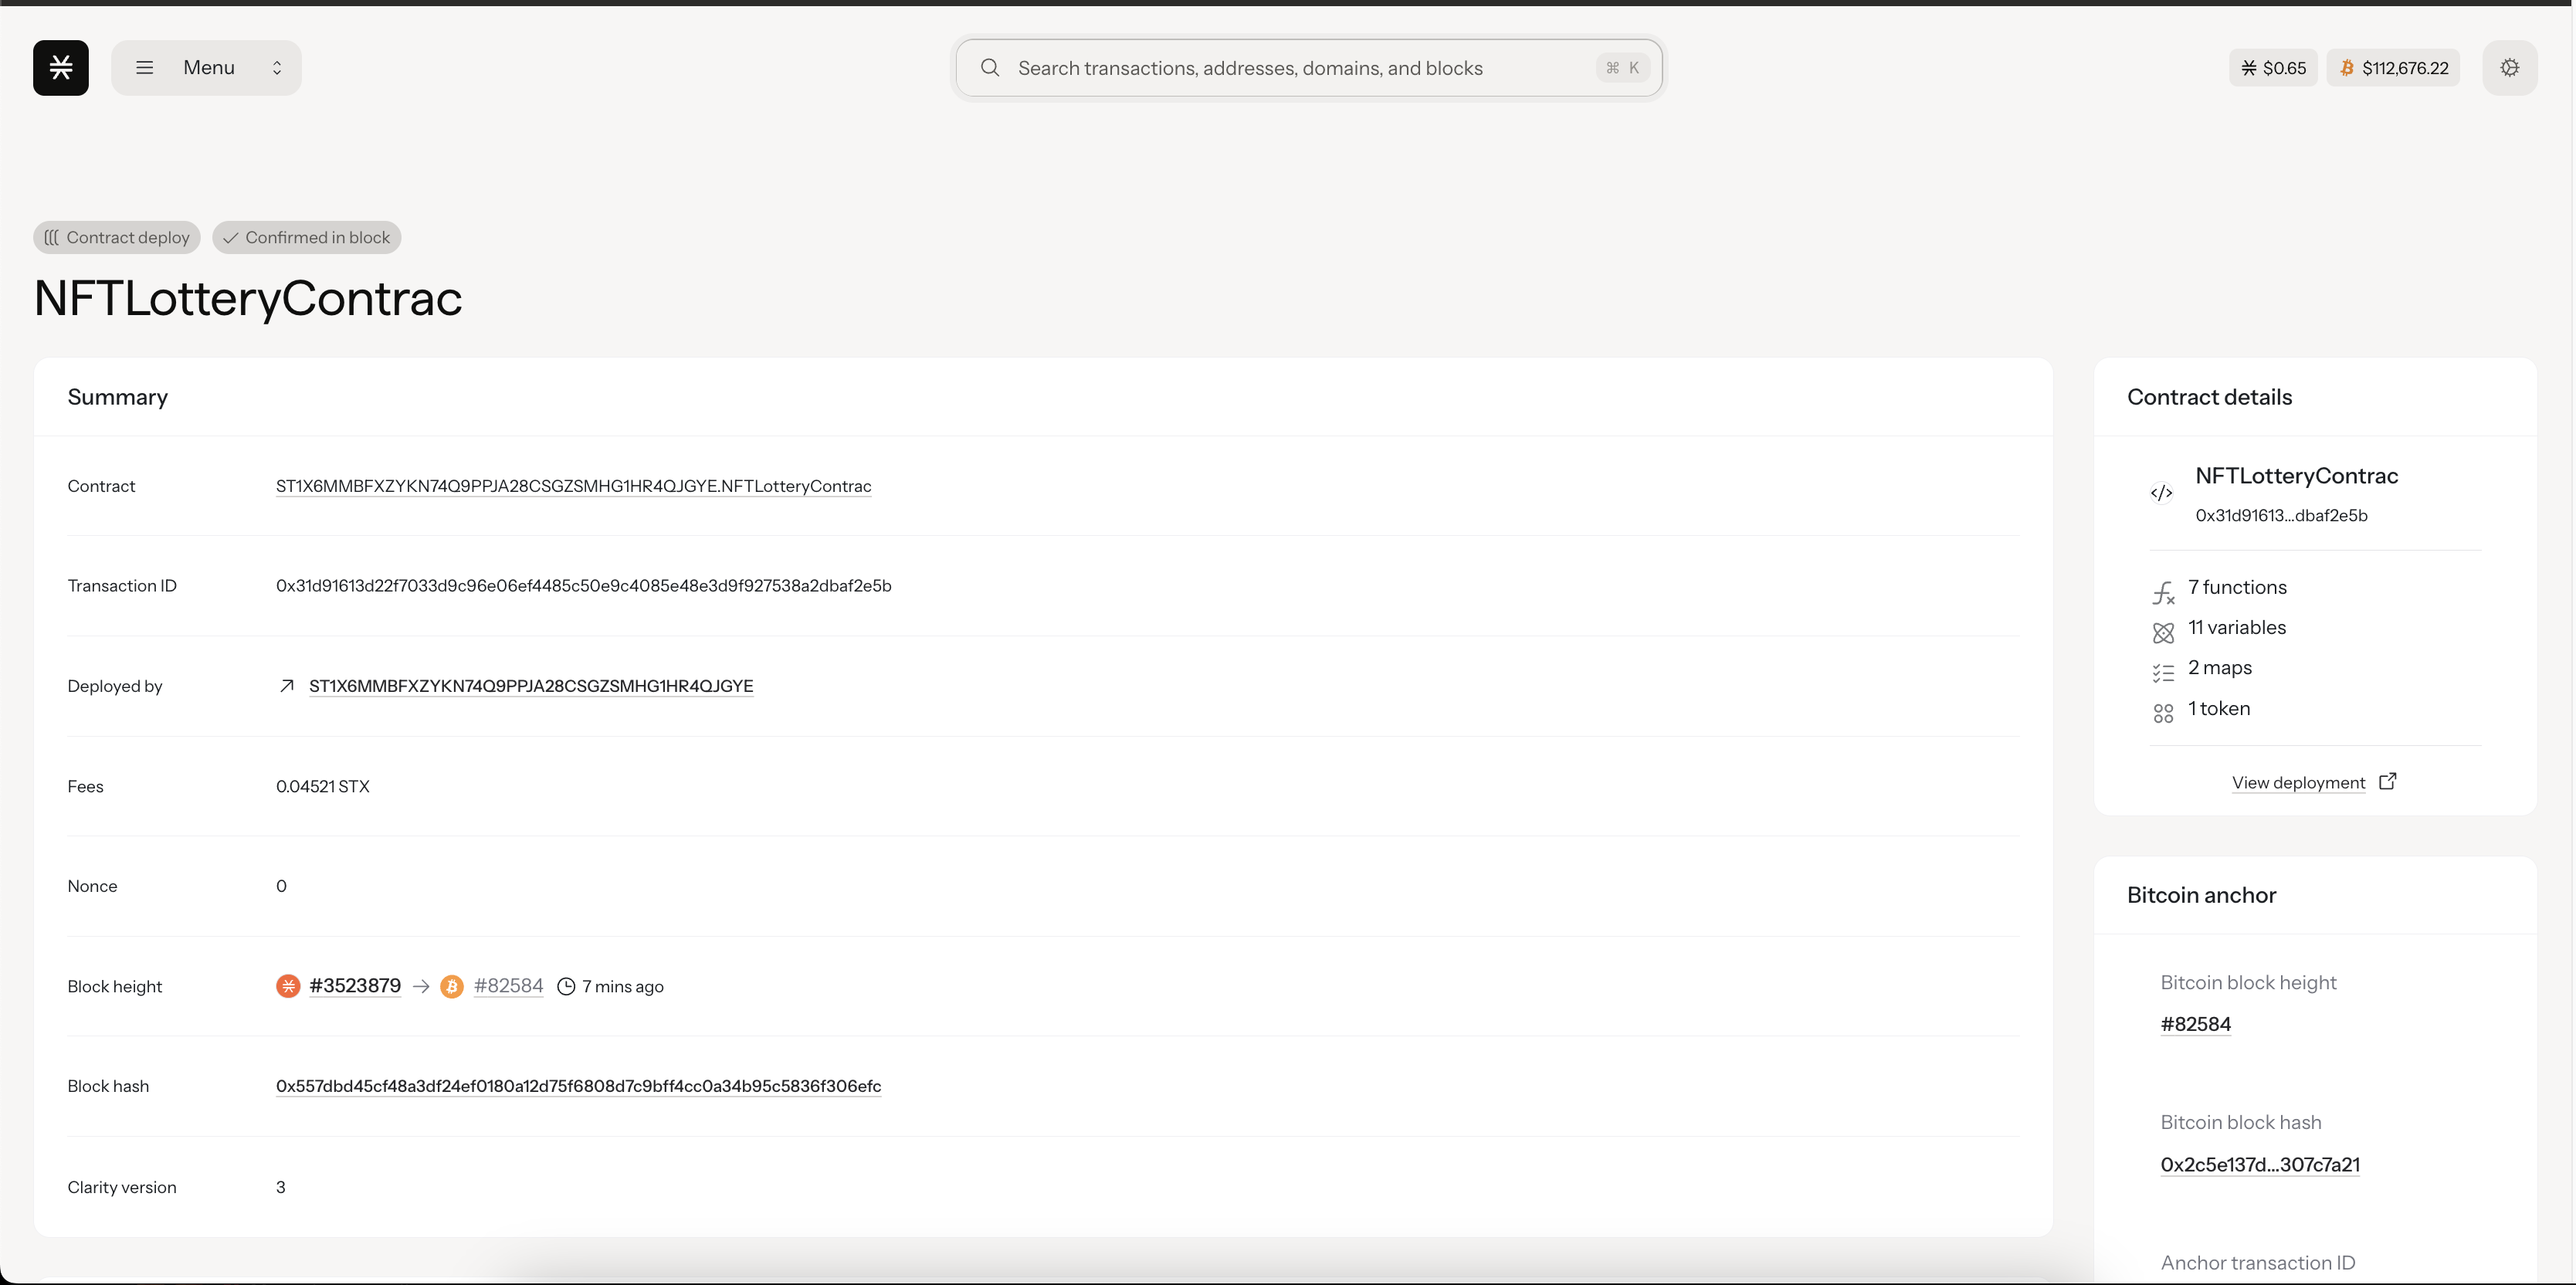 Menu
Search transactions, addresses, domains, and blocks
⌘ K
$0.65
$112,676.22
Contract deploy
Confirmed in block
NFTLotteryContrac
Summary
Contract
ST1X6MMBFXZYKN74Q9PPJA28CSGZSMHG1HR4QJGYE.NFTLotteryContrac
Transaction ID
0x31d91613d22f7033d9c96e06ef4485c50e9c4085e48e3d9f927538a2dbaf2e5b
Deployed by
ST1X6MMBFXZYKN74Q9PPJA28CSGZSMHG1HR4QJGYE
Fees
0.04521 STX
Nonce
0
Block height
#3523879 → #82584 7 mins ago
Block hash
0x557dbd45cf48a3df24ef0180a12d75f6808d7c9bff4cc0a34b95c5836f306efc
Clarity version
3
Contract details
NFTLotteryContrac
0x31d91613...dbaf2e5b
7 functions
11 variables
2 maps
1 token
View deployment
Bitcoin anchor
Bitcoin block height
#82584
Bitcoin block hash
0x2c5e137d...307c7a21
Anchor transaction ID